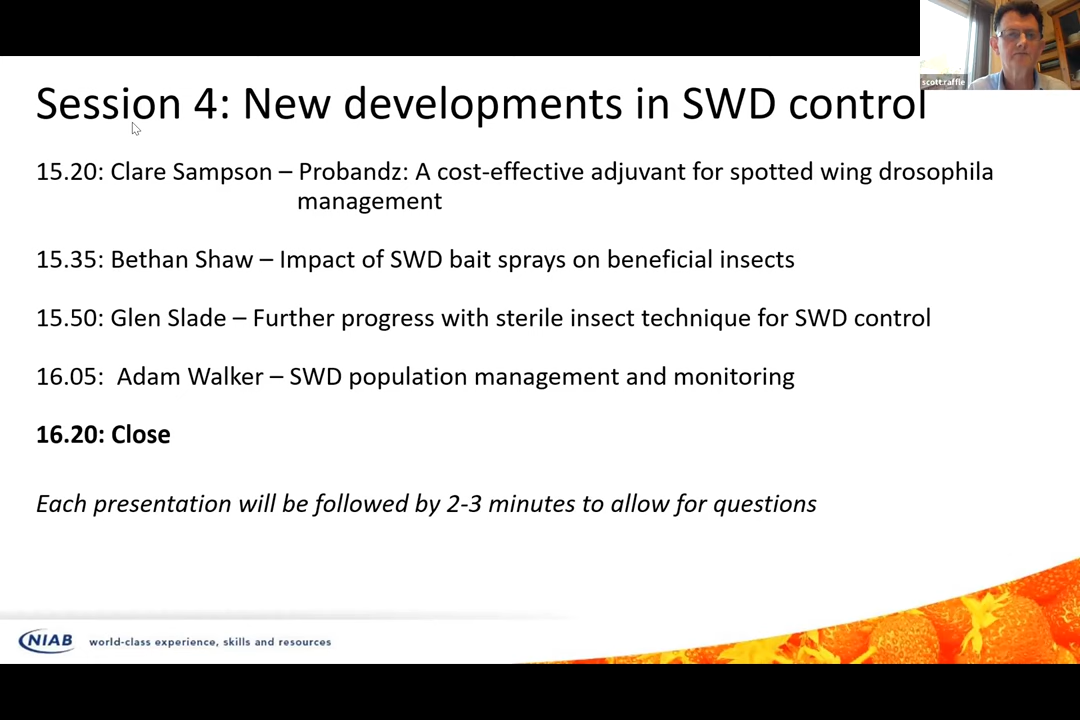 scott.raffle
Session 4: New developments in SWD control
15.20: Clare Sampson – Probandz: A cost-effective adjuvant for spotted wing drosophila
management
15.35: Bethan Shaw – Impact of SWD bait sprays on beneficial insects
15.50: Glen Slade – Further progress with sterile insect technique for SWD control
16.05:  Adam Walker – SWD population management and monitoring
16.20: Close
Each presentation will be followed by 2-3 minutes to allow for questions
NIAB world-class experience, skills and resources